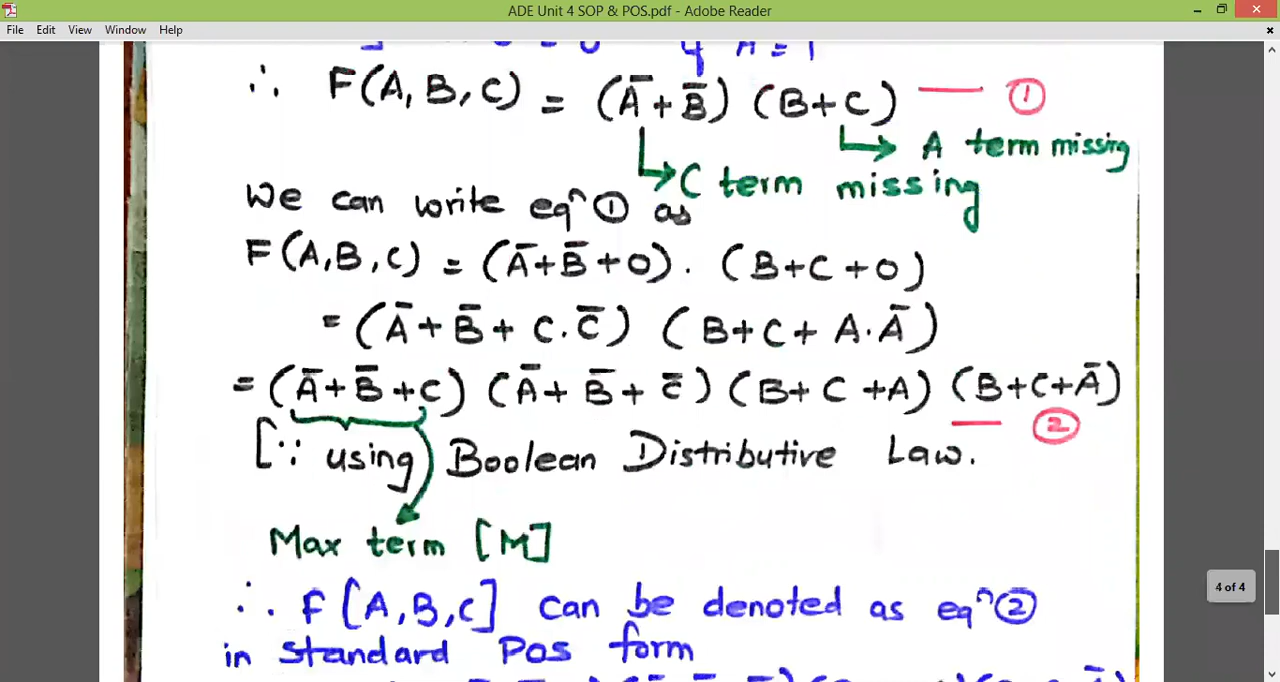 ADE Unit 4 SOP & POS.pdf - Adobe Reader
File Edit View Window Help
∴ F(A, B, C) = (A̅ + B̅) (B+C) — ①
→ A term missing
→ C term missing
We can write eqⁿ ① as
F(A,B,C) = (A̅+B̅+0). (B+C+0)
= (A̅+B̅+ C.C̅) (B+C+ A.A̅)
= (A̅+B̅+C) (A̅+B̅+C̅) (B+C+A) (B+C+A̅) — ②
[∵ using Boolean Distributive Law.
Max term [M]
4 of 4
∴ F[A,B,C] can be denoted as eqⁿ ②
in standard POS form